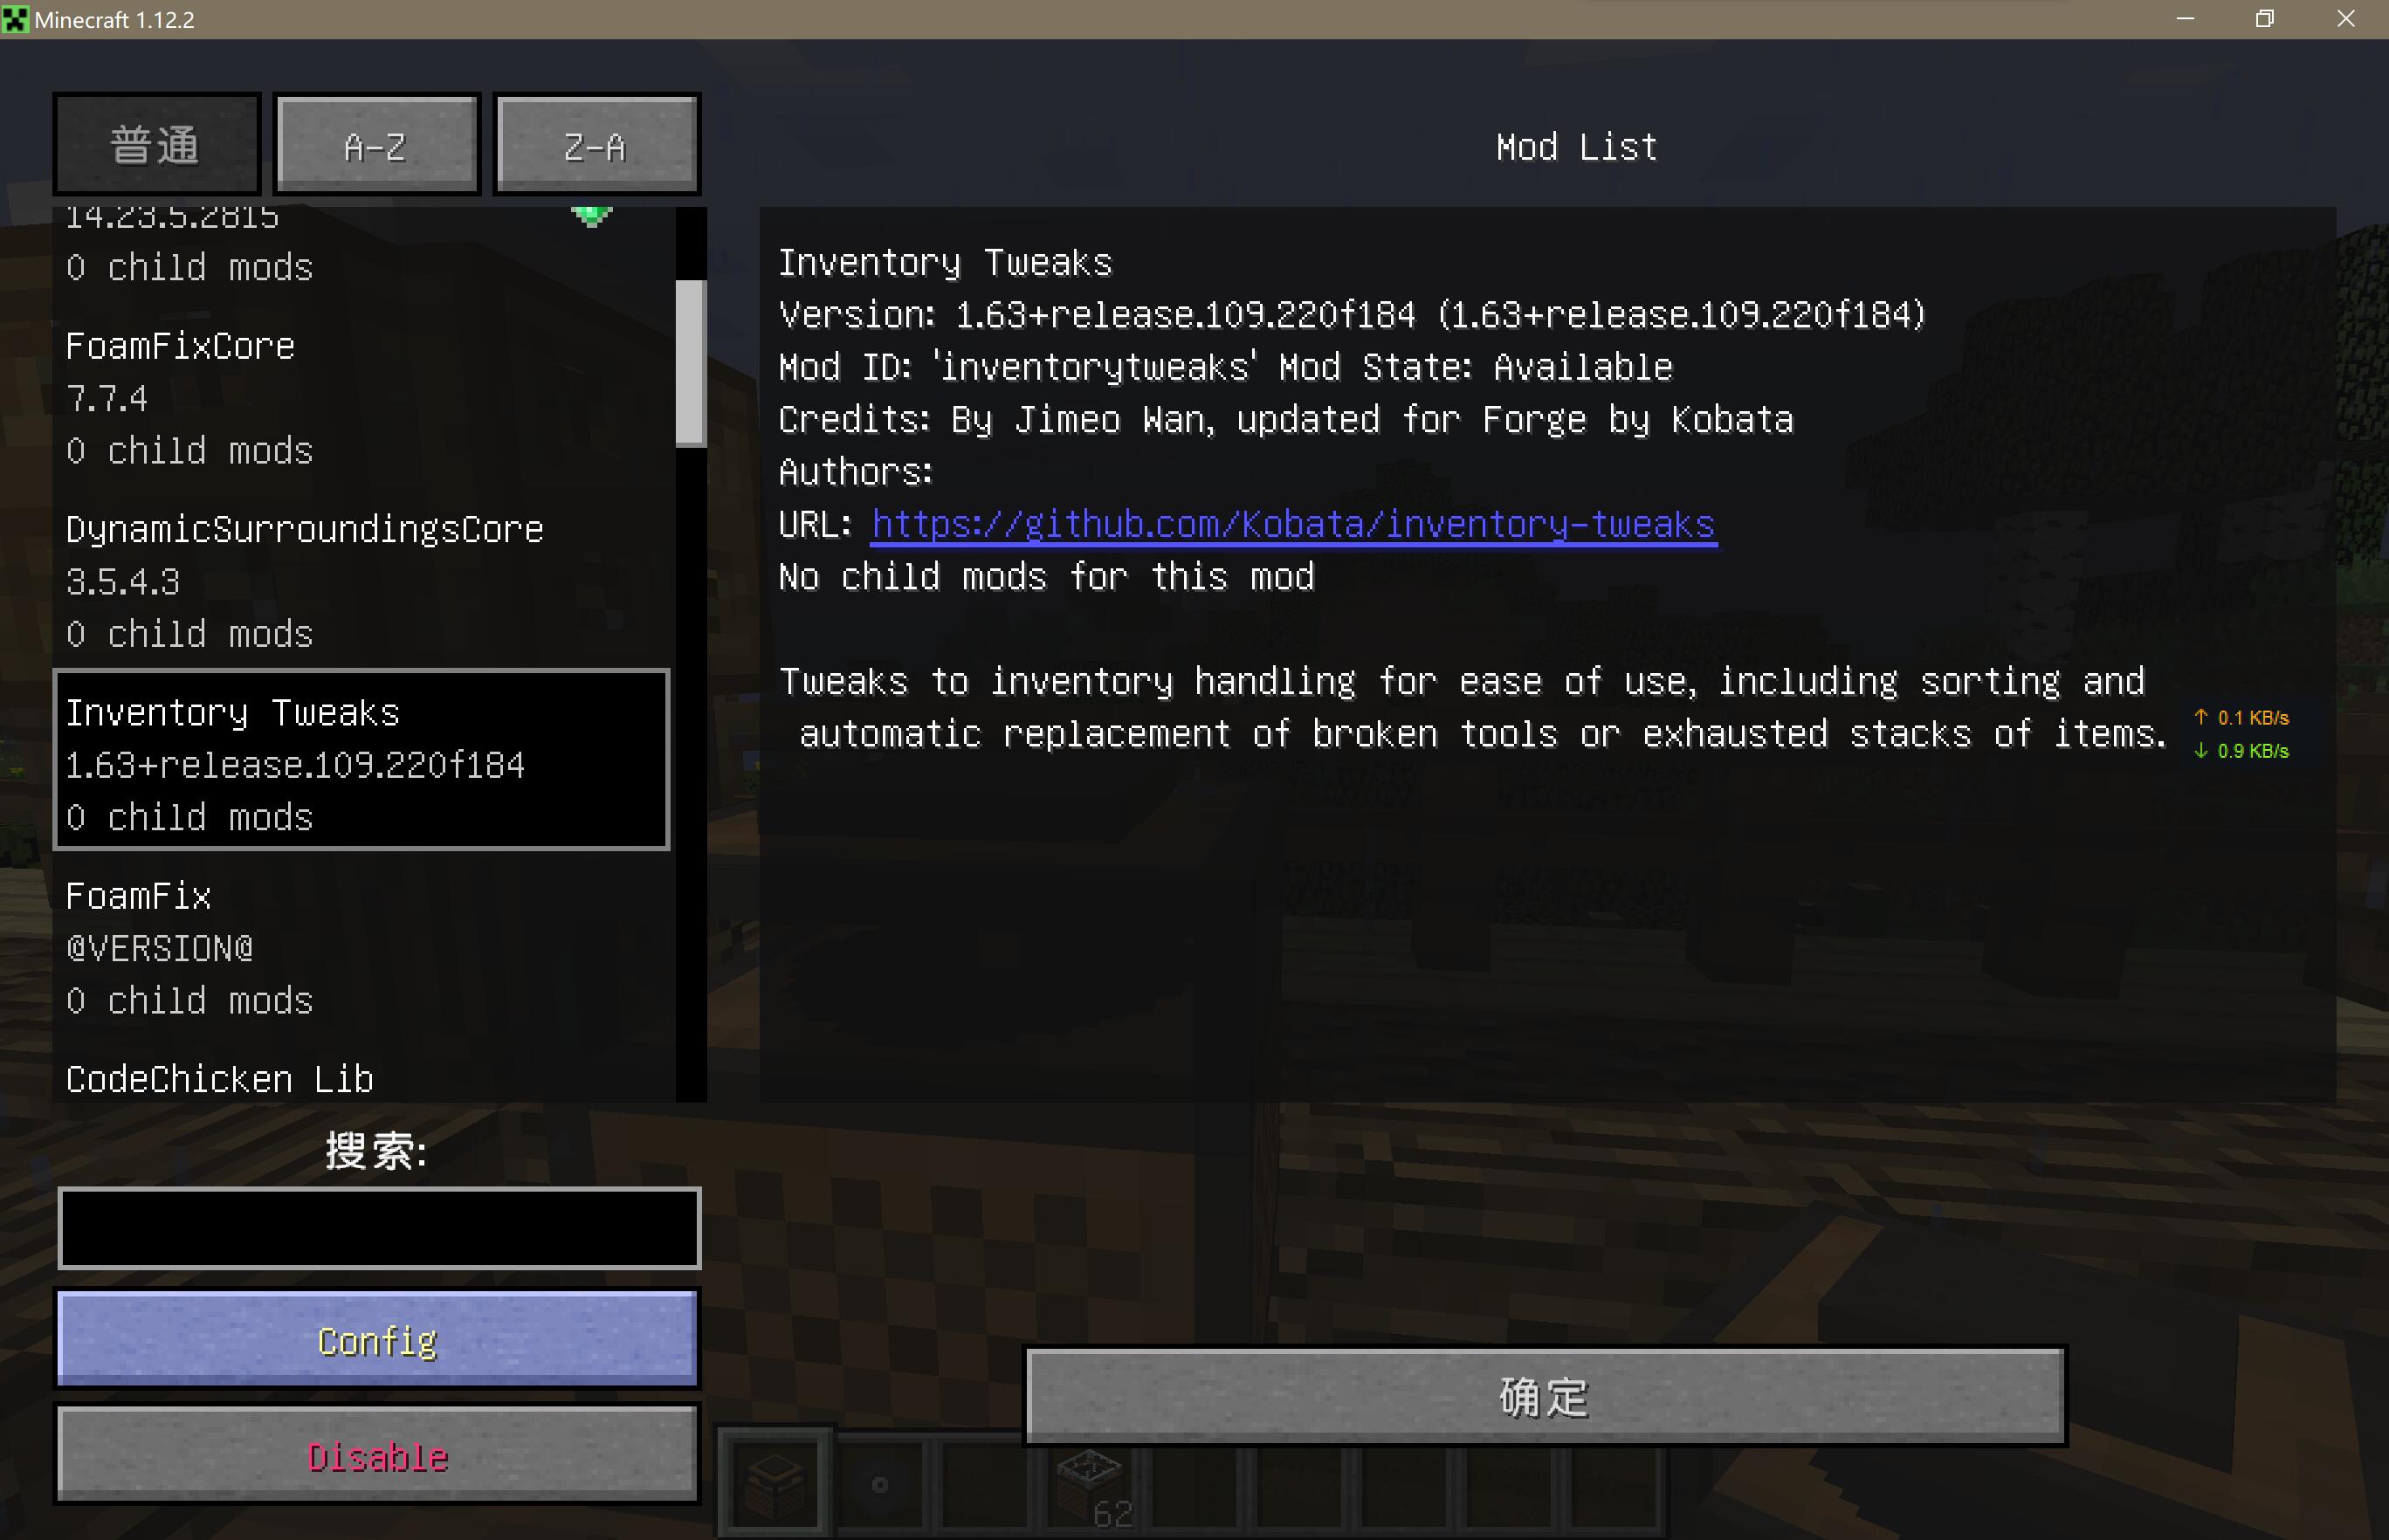 Minecraft 1.12.2
普通
A-Z
Z-A
Mod List
14.23.5.2815
0 child mods
FoamFixCore
7.7.4
0 child mods
DynamicSurroundingsCore
3.5.4.3
0 child mods
Inventory Tweaks
1.63+release.109.220f184
0 child mods
FoamFix
@VERSION@
0 child mods
CodeChicken Lib
搜索:
Config
Disable
Inventory Tweaks
Version: 1.63+release.109.220f184 (1.63+release.109.220f184)
Mod ID: 'inventorytweaks' Mod State: Available
Credits: By Jimeo Wan, updated for Forge by Kobata
Authors:
URL: https://github.com/Kobata/inventory-tweaks
No child mods for this mod
Tweaks to inventory handling for ease of use, including sorting and
automatic replacement of broken tools or exhausted stacks of items.
↑ 0.1 KB/s
↓ 0.9 KB/s
确定
62